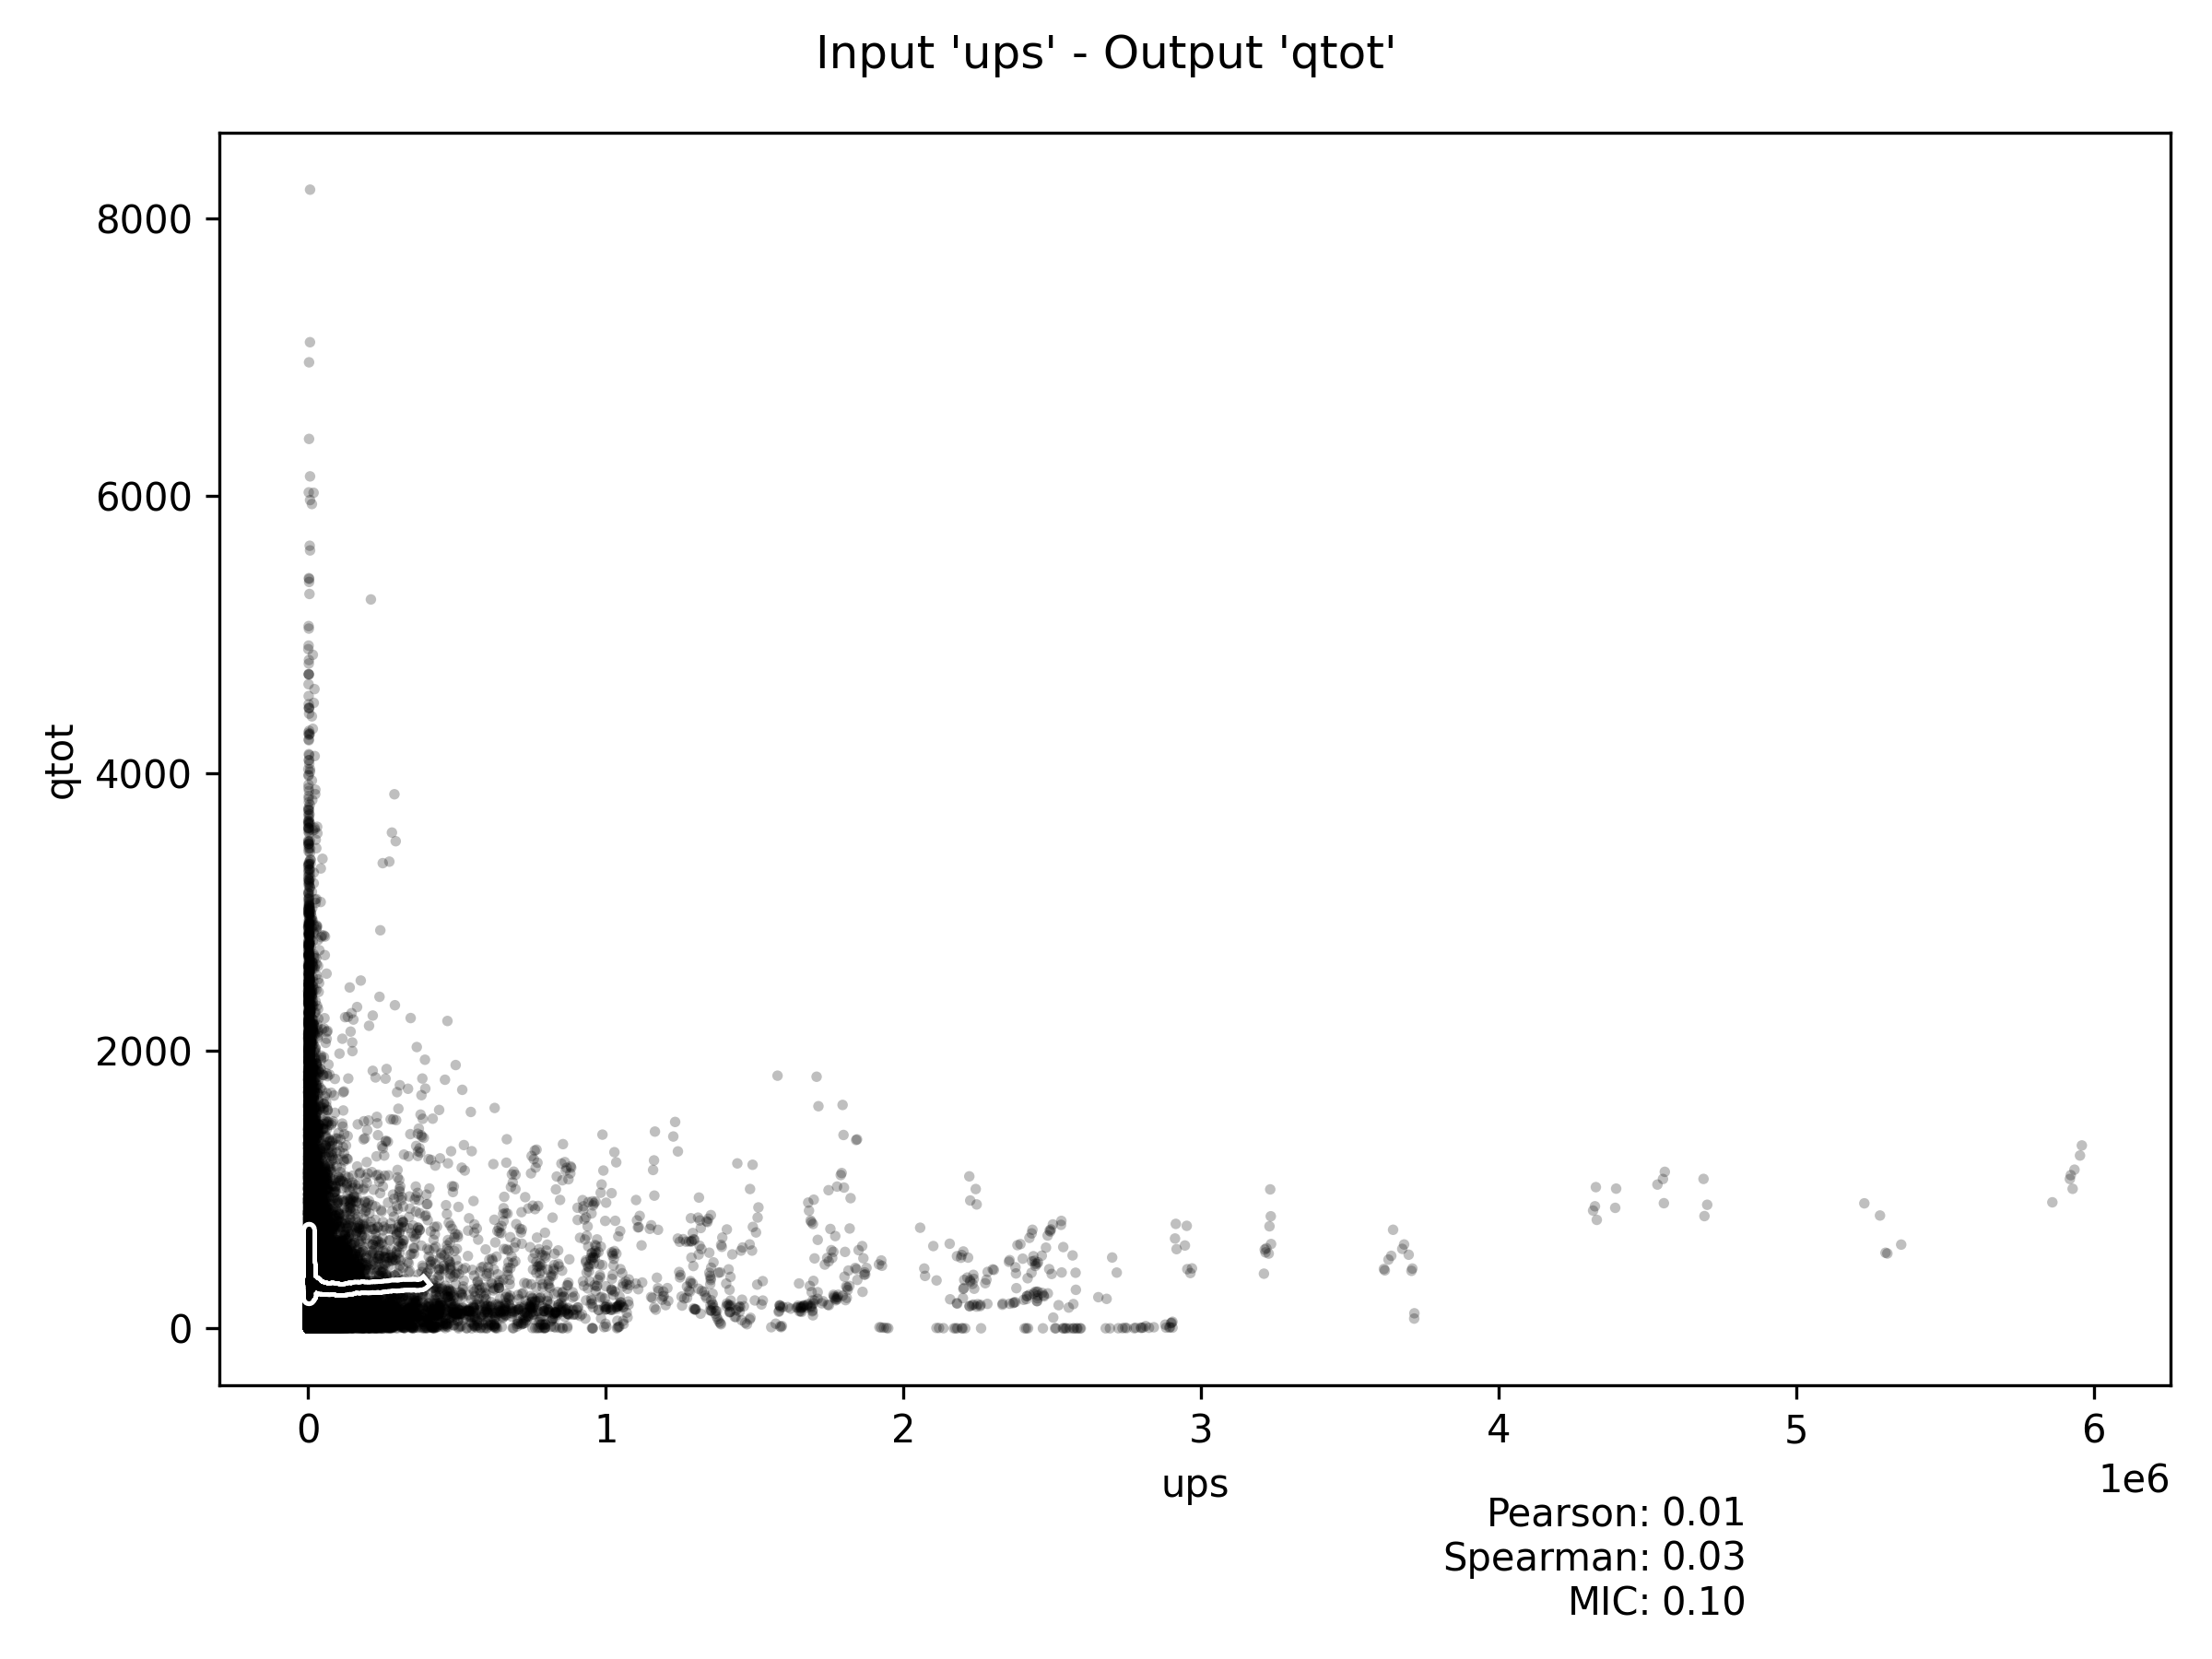 Input 'ups' - Output 'qtot'
8000
6000
4000
2000
0
qtot
0 1 2 3 4 5 6
1e6
ups
Pearson: 0.01
Spearman: 0.03
MIC: 0.10